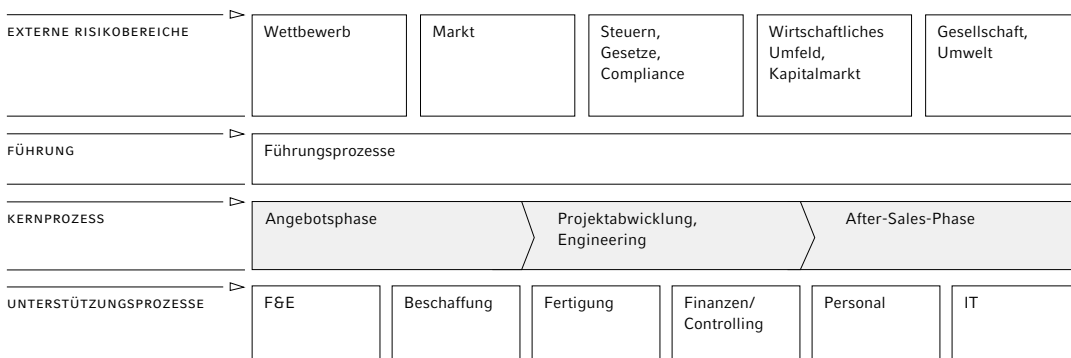 EXTERNE RISIKOBEREICHE
Wettbewerb
Markt
Steuern,
Gesetze,
Compliance
Wirtschaftliches
Umfeld,
Kapitalmarkt
Gesellschaft,
Umwelt
FÜHRUNG
Führungsprozesse
KERNPROZESS
Angebotsphase
Projektabwicklung,
Engineering
After-Sales-Phase
UNTERSTÜTZUNGSPROZESSE
F&E
Beschaffung
Fertigung
Finanzen/
Controlling
Personal
IT